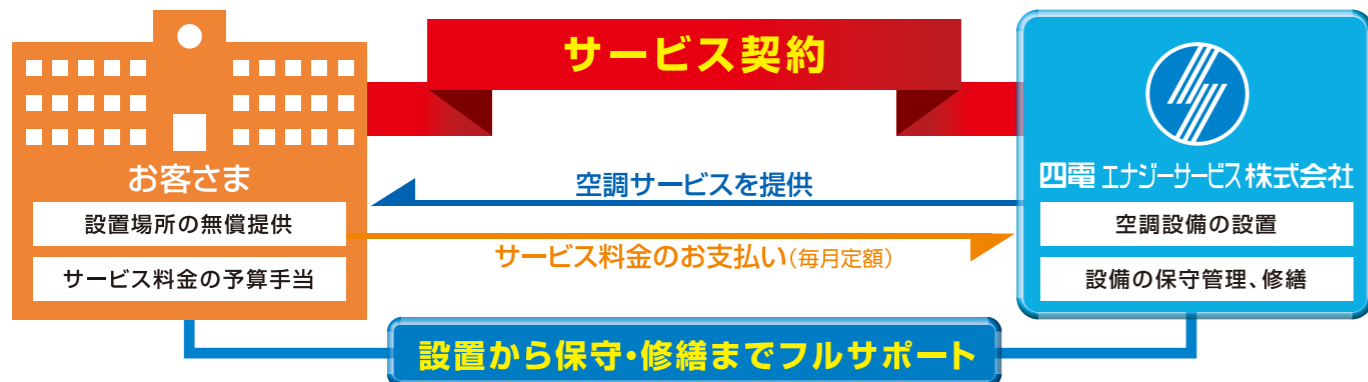 サービス契約
お客さま
設置場所の無償提供
サービス料金の予算手当
空調サービスを提供
サービス料金のお支払い(毎月定額)
四電エナジーサービス株式会社
空調設備の設置
設備の保守管理、修繕
設置から保守・修繕までフルサポート